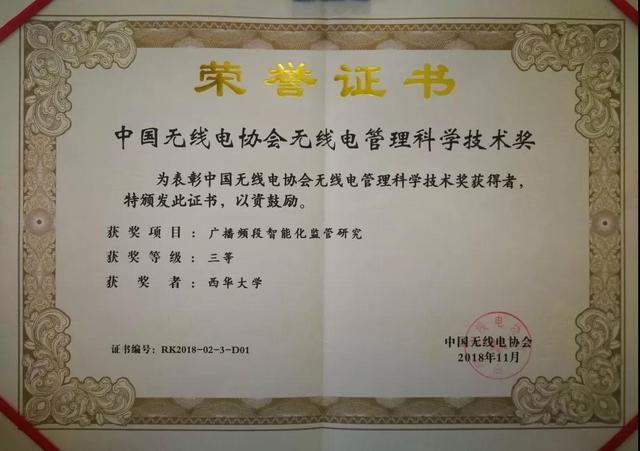 荣誉证书
中国无线电协会无线电管理科学技术奖
为表彰中国无线电协会无线电管理科学技术奖获得者，
特颁发此证书，以资鼓励。
获奖项目：广播频段智能化监管研究
获奖等级：三等
获奖者：西华大学
证书编号：RK2018-02-3-D01
中国无线电协会
2018年11月